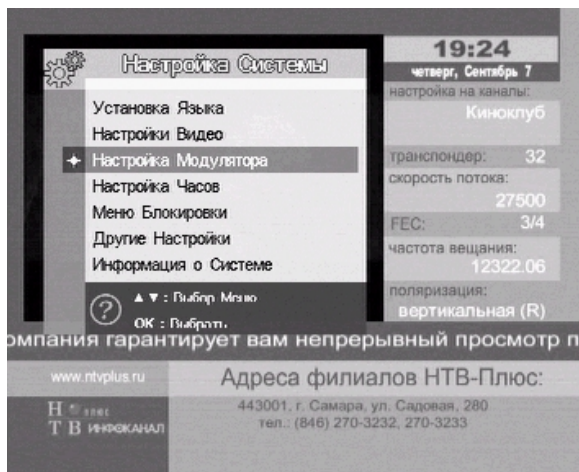 Настройка Системы
Установка Языка
Настройки Видео
Настройка Модулятора
Настройка Часов
Меню Блокировки
Другие Настройки
Информация о Системе
? ▲ ▼ : Выбор Меню
OK : Выбрать
19:24
четверг, Сентябрь 7
настройка на каналы:
Киноклуб
транспондер: 32
скорость потока:
27500
FEC: 3/4
частота вещания:
12322.06
поляризация:
вертикальная (R)
омпания гарантирует вам непрерывный просмотр п
www.ntvplus.ru
Адреса филиалов НТВ-Плюс:
443001, г. Самара, ул. Садовая, 280
тел.: (846) 270-3232, 270-3233
Н плюс
Т В ИНФОКАНАЛ